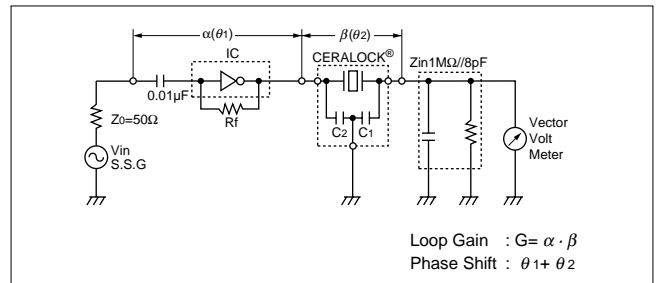 α(θ1)
β(θ2)
IC
CERALOCK®
Zin1MΩ//8pF
0.01µF
Rf
Z0=50Ω
C2
C1
Vector
Volt
Meter
Vin
S.S.G
Loop Gain : G= α · β
Phase Shift : θ1+ θ2